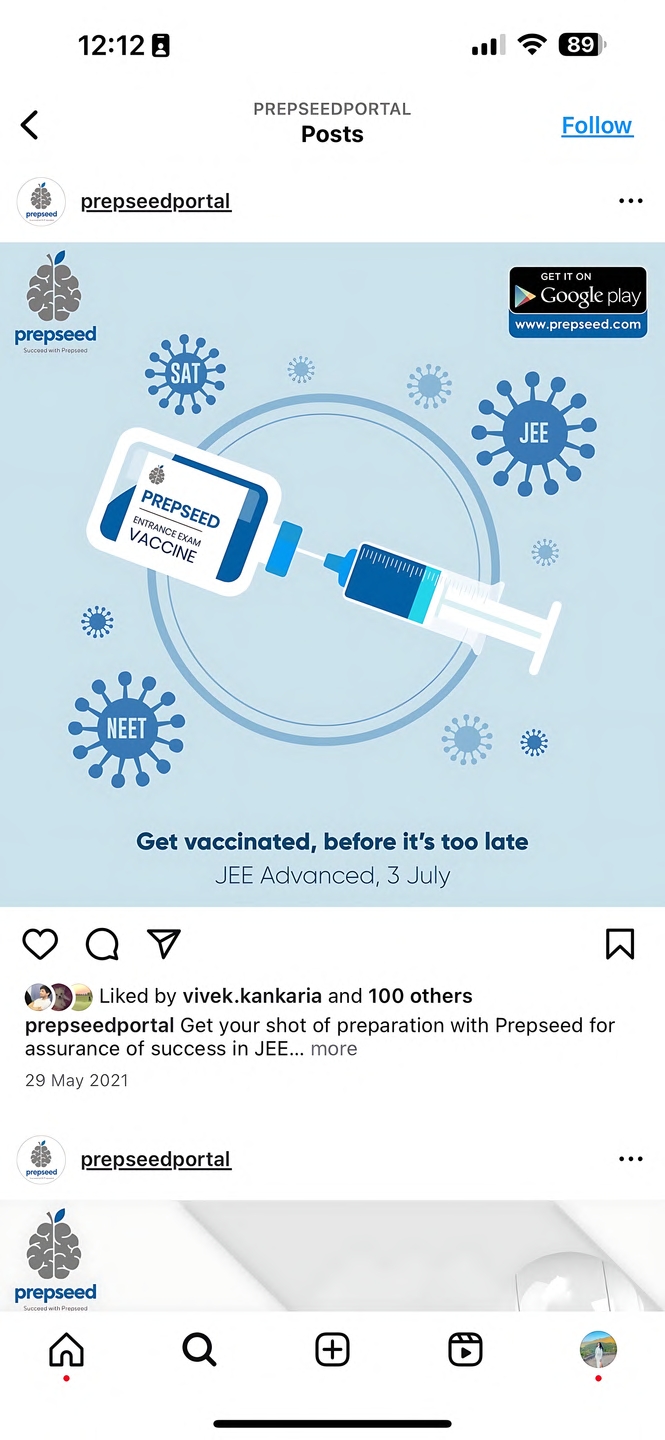 12:12
89
PREPSEEDPORTAL
Posts
Follow
prepseedportal
prepseed
prepseed
Succeed with Prepseed
GET IT ON
Google play
www.prepseed.com
SAT
JEE
PREPSEED
ENTRANCE EXAM
VACCINE
NEET
Get vaccinated, before it's too late
JEE Advanced, 3 July
Liked by vivek.kankaria and 100 others
prepseedportal Get your shot of preparation with Prepseed for
assurance of success in JEE... more
29 May 2021
prepseedportal
prepseed
prepseed
Succeed with Prepseed